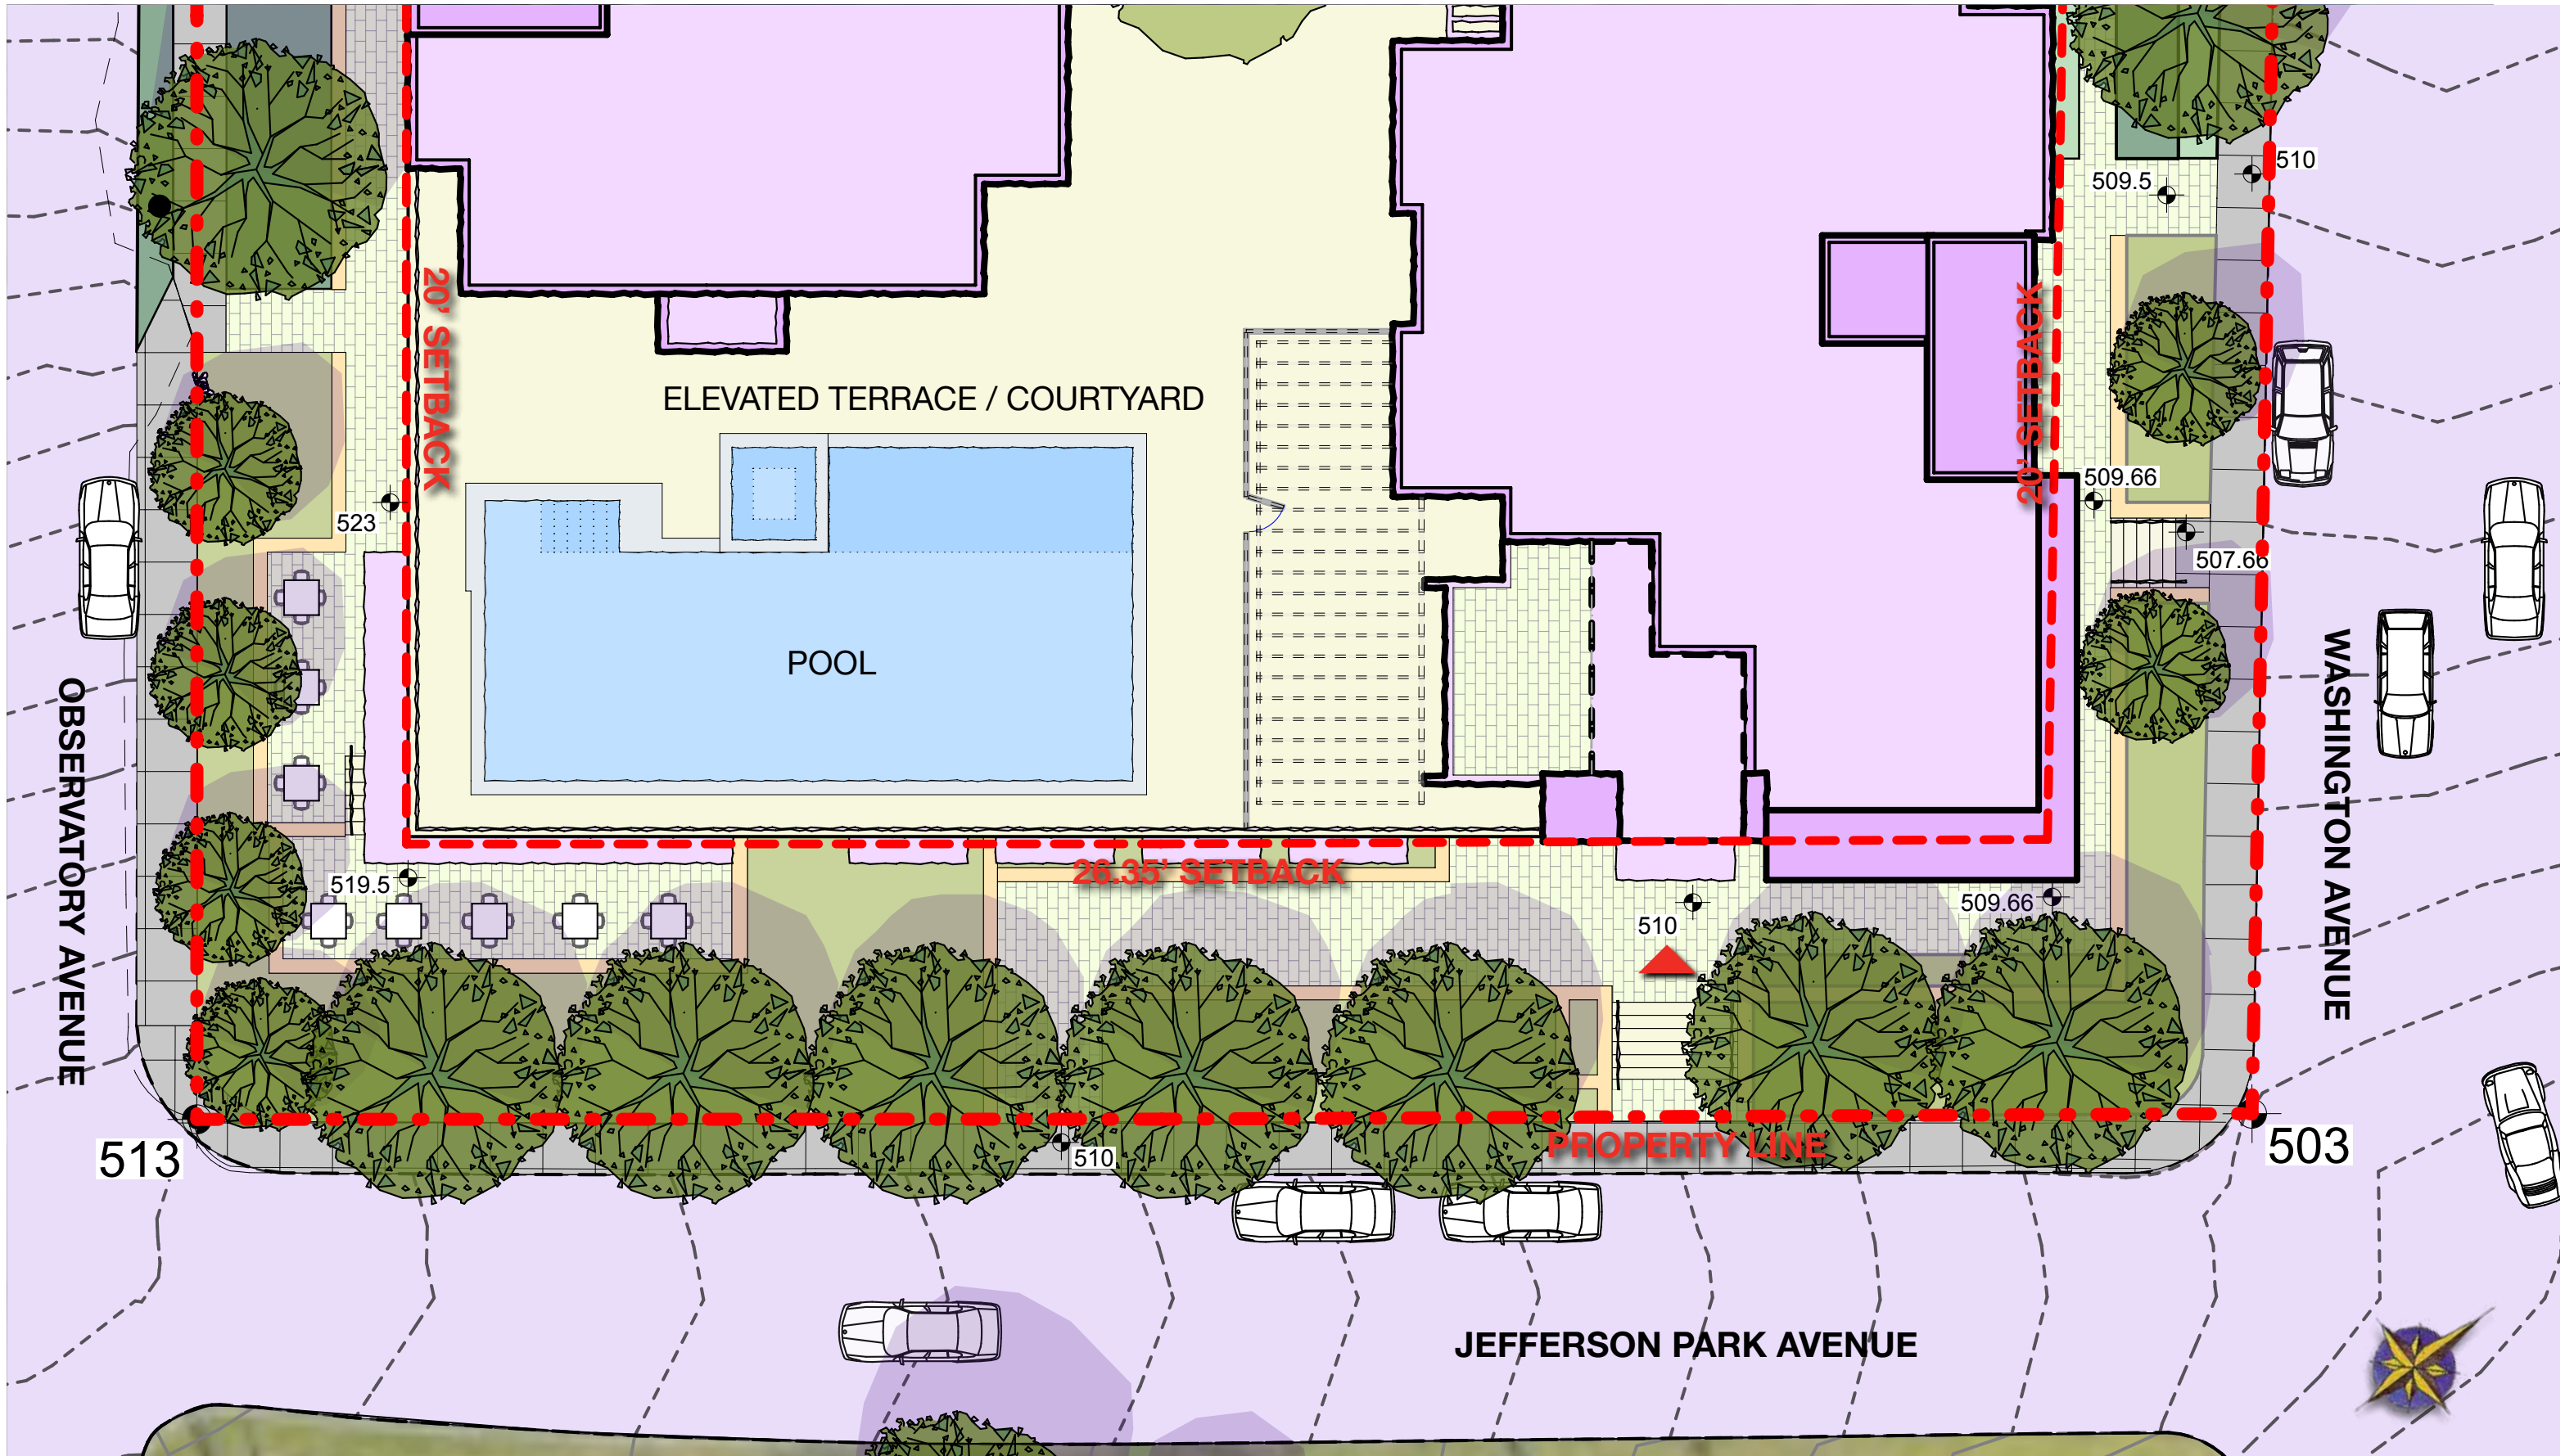 510
509.5
20' SETBACK
20' SETBACK
ELEVATED TERRACE / COURTYARD
509.66
523
507.66
POOL
OBSERVATORY AVENUE
WASHINGTON AVENUE
26.35' SETBACK
519.5
509.66
510
PROPERTY LINE
513
510
503
JEFFERSON PARK AVENUE